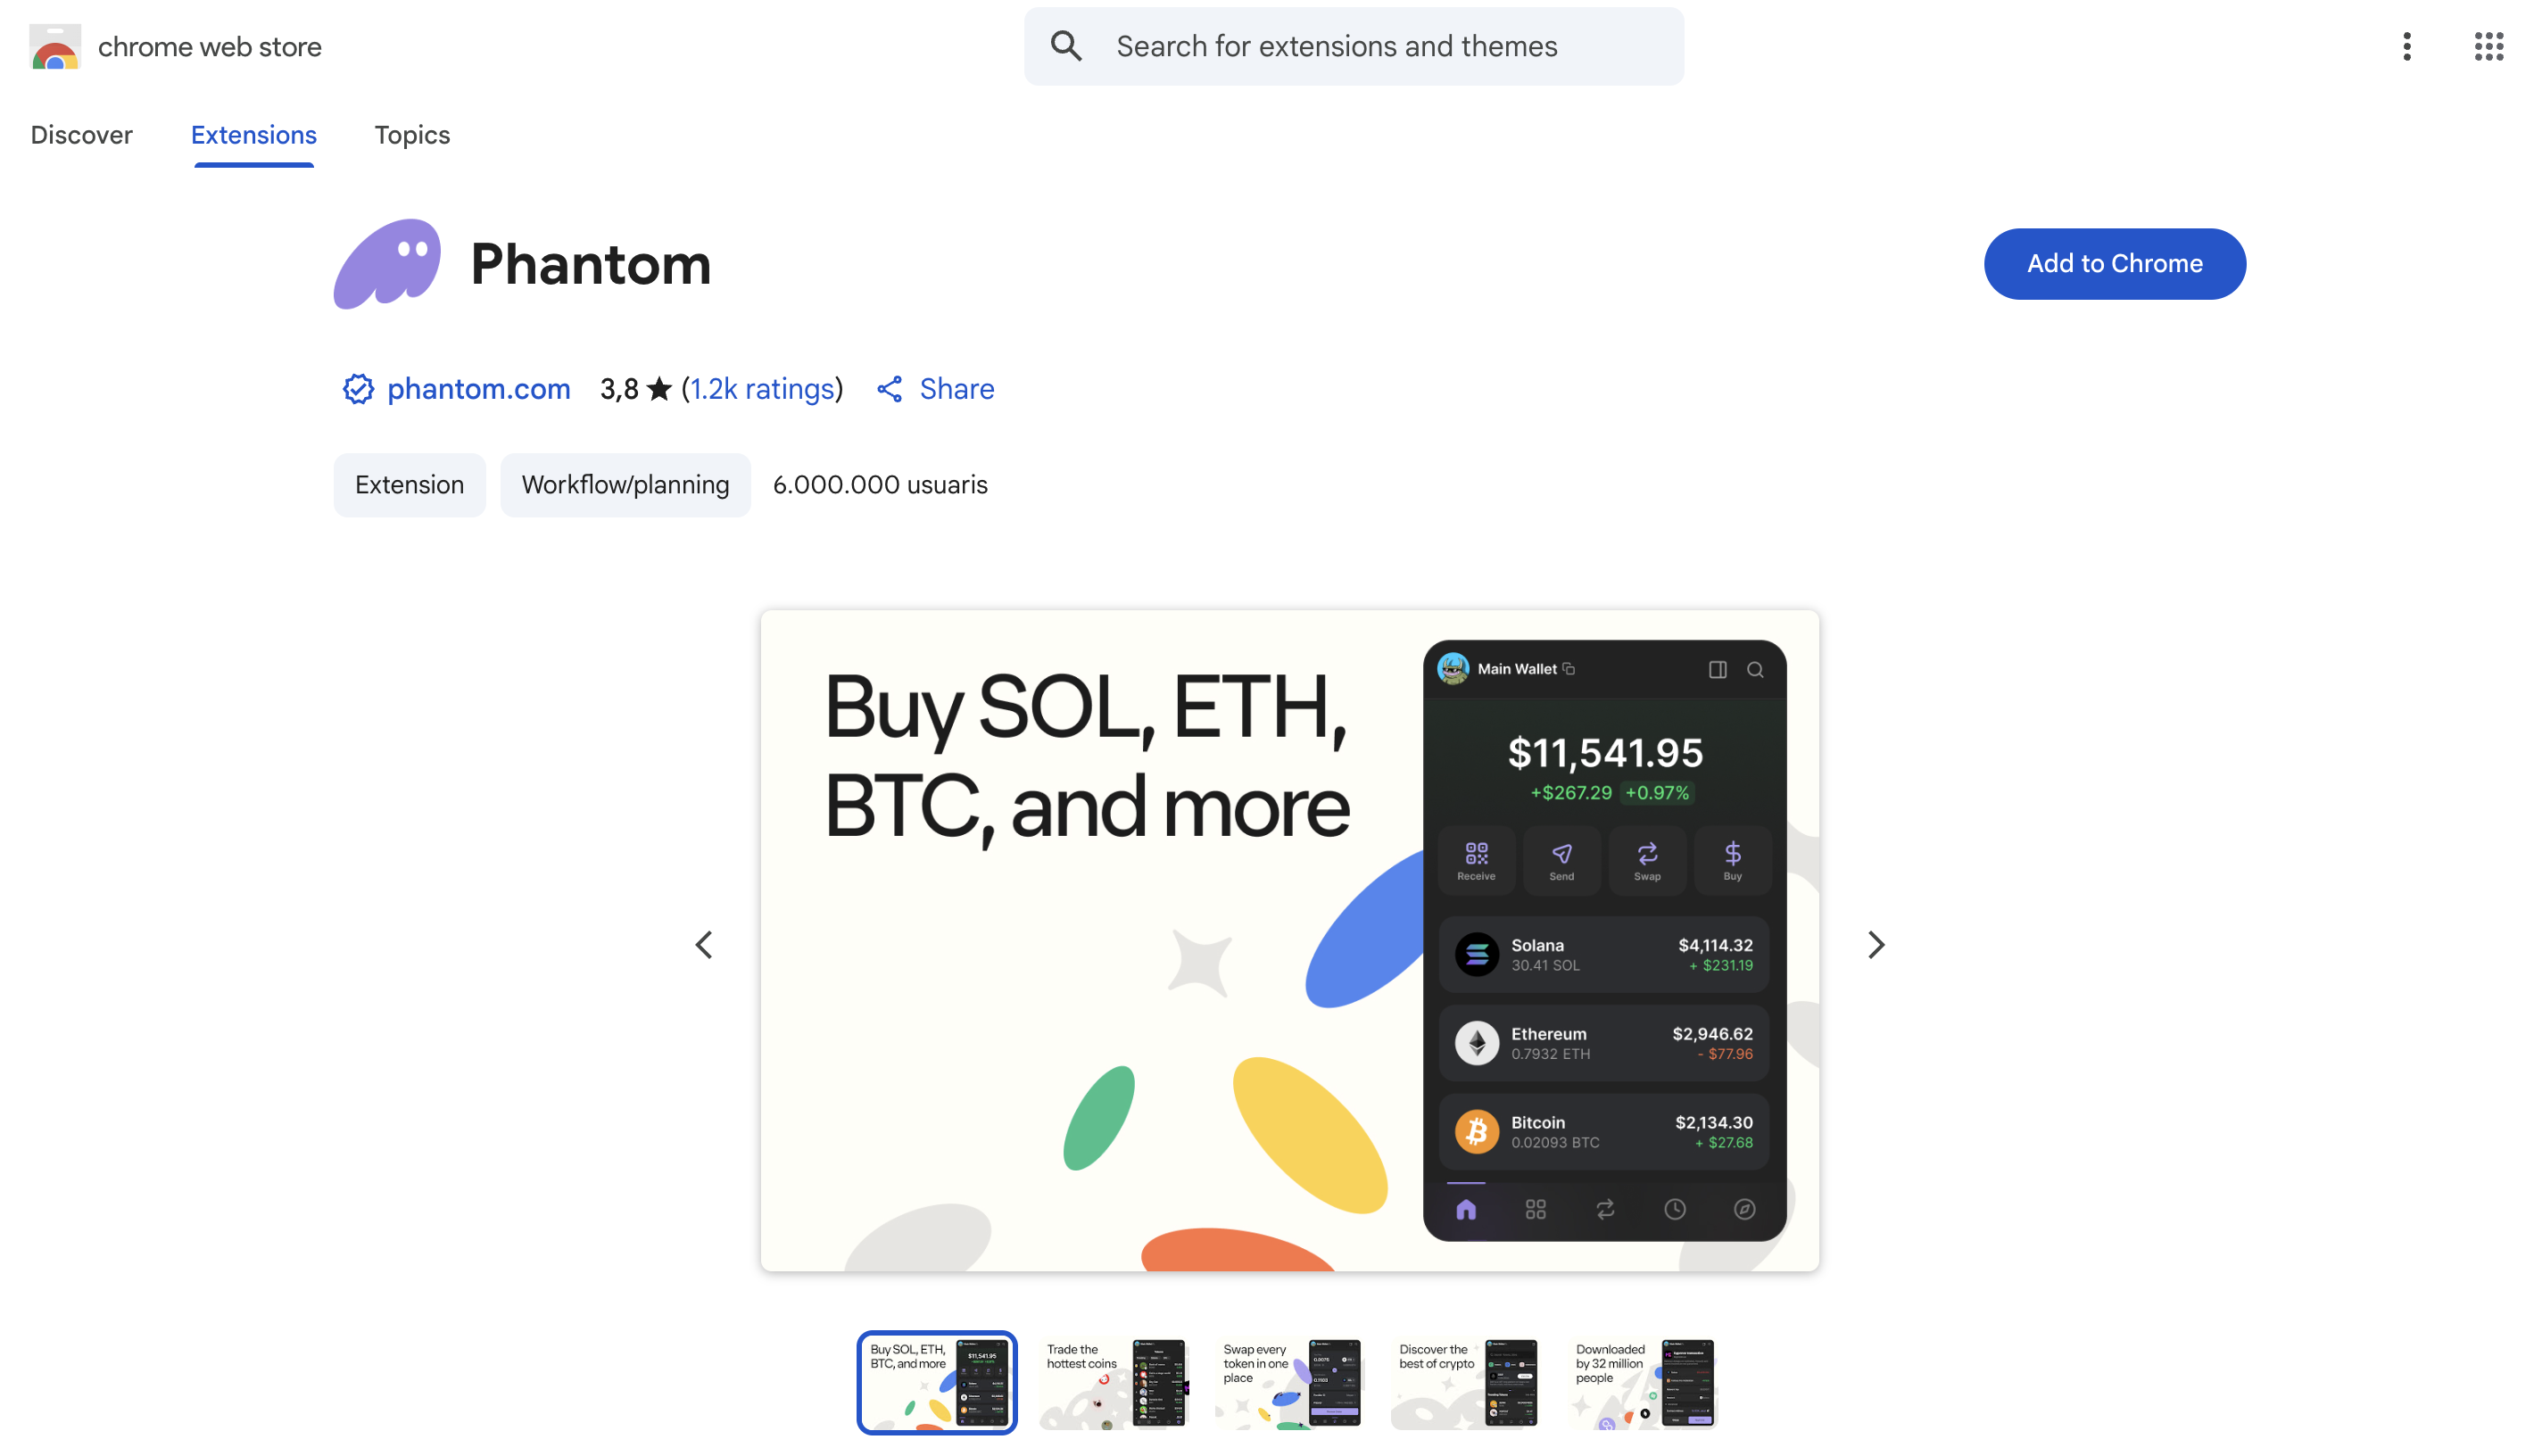 chrome web store
Search for extensions and themes
Discover
Extensions
Topics
Phantom
Add to Chrome
phantom.com
3,8 ★ (1.2k ratings)
Share
Extension
Workflow/planning
6.000.000 usuaris
Buy SOL, ETH,
BTC, and more
Main Wallet
$11,541.95
+$267.29 +0.97%
Receive
Send
Swap
Buy
Solana
$4,114.32
30.41 SOL
+ $231.19
Ethereum
$2,946.62
0.7932 ETH
- $77.96
Bitcoin
$2,134.30
0.02093 BTC
+ $27.68
Buy SOL, ETH,
BTC, and more
$11,541.95
Trade the
hottest coins
Swap every
token in one
place
Discover the
best of crypto
Downloaded
by 32 million
people